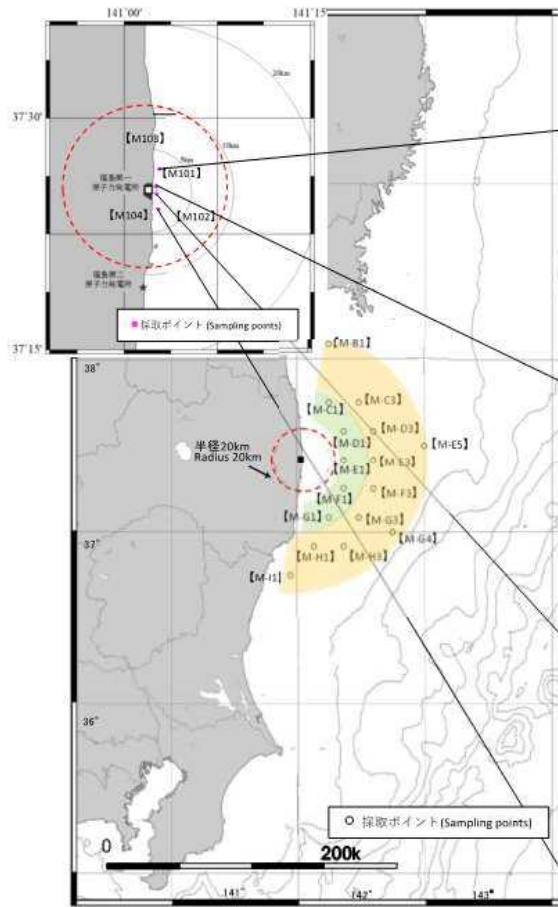 141°00'
141°15'
20km
37°30'
【M103】
10km
5km
【M101】
福島第一
原子力発電所
【M104】
【M102】
福島第二
原子力発電所
■採取ポイント(Sampling points)
37°15'
【M-B1】
38°
【M-C3】
【M-C1】
【M-D3】
【M-D1】
【M-E5】
半径20km
Radius 20km
【M-E3】
【M-E1】
【M-F3】
【M-F1】
【M-G1】
【M-G3】
【M-G4】
37°
【M-H1】
【M-H3】
【M-I1】
36°
○ 採取ポイント(Sampling points)
0
200k
141°
142°
143°